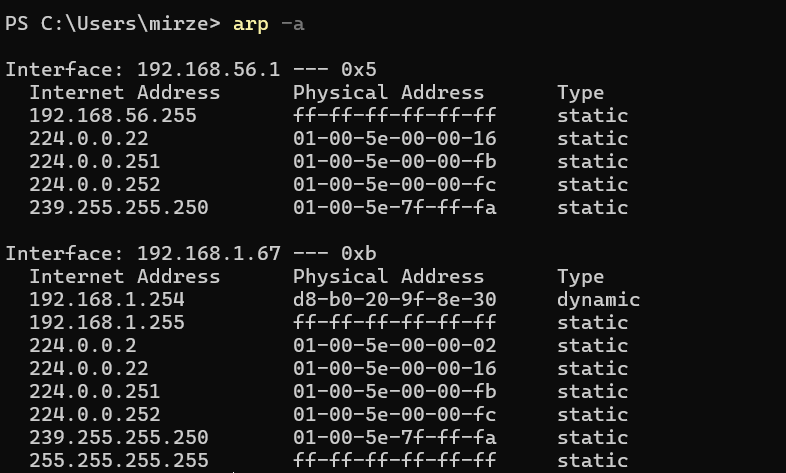 PS C:\Users\mirze> arp -a
Interface: 192.168.56.1 --- 0x5
Internet Address Physical Address Type
192.168.56.255 ff-ff-ff-ff-ff-ff static
224.0.0.22 01-00-5e-00-00-16 static
224.0.0.251 01-00-5e-00-00-fb static
224.0.0.252 01-00-5e-00-00-fc static
239.255.255.250 01-00-5e-7f-ff-fa static
Interface: 192.168.1.67 --- 0xb
Internet Address Physical Address Type
192.168.1.254 d8-b0-20-9f-8e-30 dynamic
192.168.1.255 ff-ff-ff-ff-ff-ff static
224.0.0.2 01-00-5e-00-00-02 static
224.0.0.22 01-00-5e-00-00-16 static
224.0.0.251 01-00-5e-00-00-fb static
224.0.0.252 01-00-5e-00-00-fc static
239.255.255.250 01-00-5e-7f-ff-fa static
255.255.255.255 ff-ff-ff-ff-ff-ff static